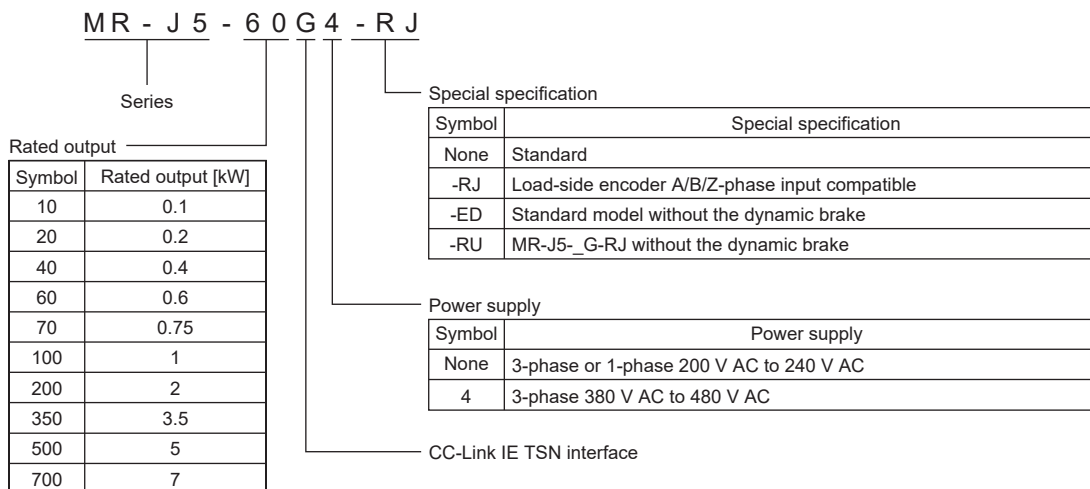 MR-J5-60G4-RJ
Series
Rated output
Symbol Rated output [kW]
10 0.1
20 0.2
40 0.4
60 0.6
70 0.75
100 1
200 2
350 3.5
500 5
700 7
Special specification
Symbol Special specification
None Standard
-RJ Load-side encoder A/B/Z-phase input compatible
-ED Standard model without the dynamic brake
-RU MR-J5-_G-RJ without the dynamic brake
Power supply
Symbol Power supply
None 3-phase or 1-phase 200 V AC to 240 V AC
4 3-phase 380 V AC to 480 V AC
CC-Link IE TSN interface